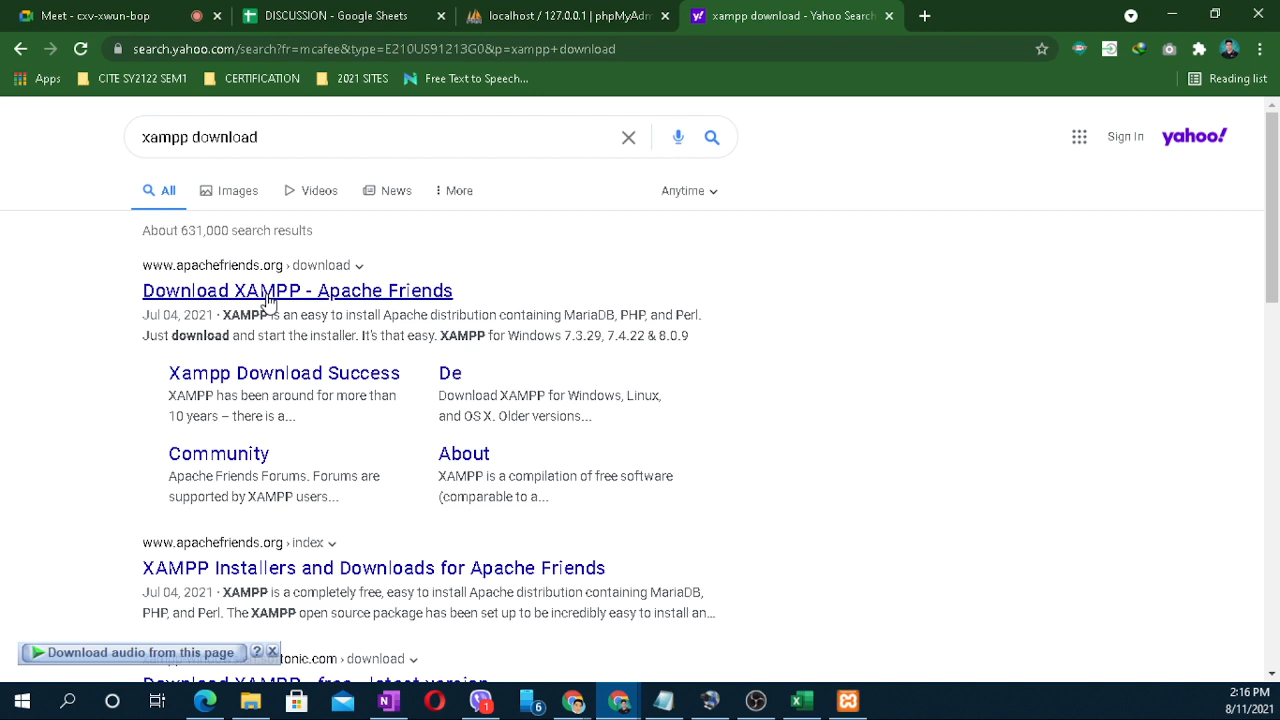 Meet - cxv-xwun-bop
DISCUSSION - Google Sheets
localhost / 127.0.0.1 | phpMyAdm
xampp download - Yahoo Search
search.yahoo.com/search?fr=mcafee&type=E210US91213G0&p=xampp+download
Apps
CITE SY2122 SEM1
CERTIFICATION
2021 SITES
Free Text to Speech...
Reading list
xampp download
Sign In
yahoo!
All
Images
Videos
News
More
Anytime
About 631,000 search results
www.apachefriends.org › download
Download XAMPP - Apache Friends
Jul 04, 2021 · XAMPP is an easy to install Apache distribution containing MariaDB, PHP, and Perl.
Just download and start the installer. It's that easy. XAMPP for Windows 7.3.29, 7.4.22 & 8.0.9
Xampp Download Success
XAMPP has been around for more than
10 years – there is a...
De
Download XAMPP for Windows, Linux,
and OS X. Older versions...
Community
Apache Friends Forums. Forums are
supported by XAMPP users...
About
XAMPP is a compilation of free software
(comparable to a...
www.apachefriends.org › index
XAMPP Installers and Downloads for Apache Friends
Jul 04, 2021 · XAMPP is a completely free, easy to install Apache distribution containing MariaDB,
PHP, and Perl. The XAMPP open source package has been set up to be incredibly easy to install an...
Download audio from this page
?
tonic.com › download
Download XAMPP - free - latest version
1
6
2:16 PM
8/11/2021